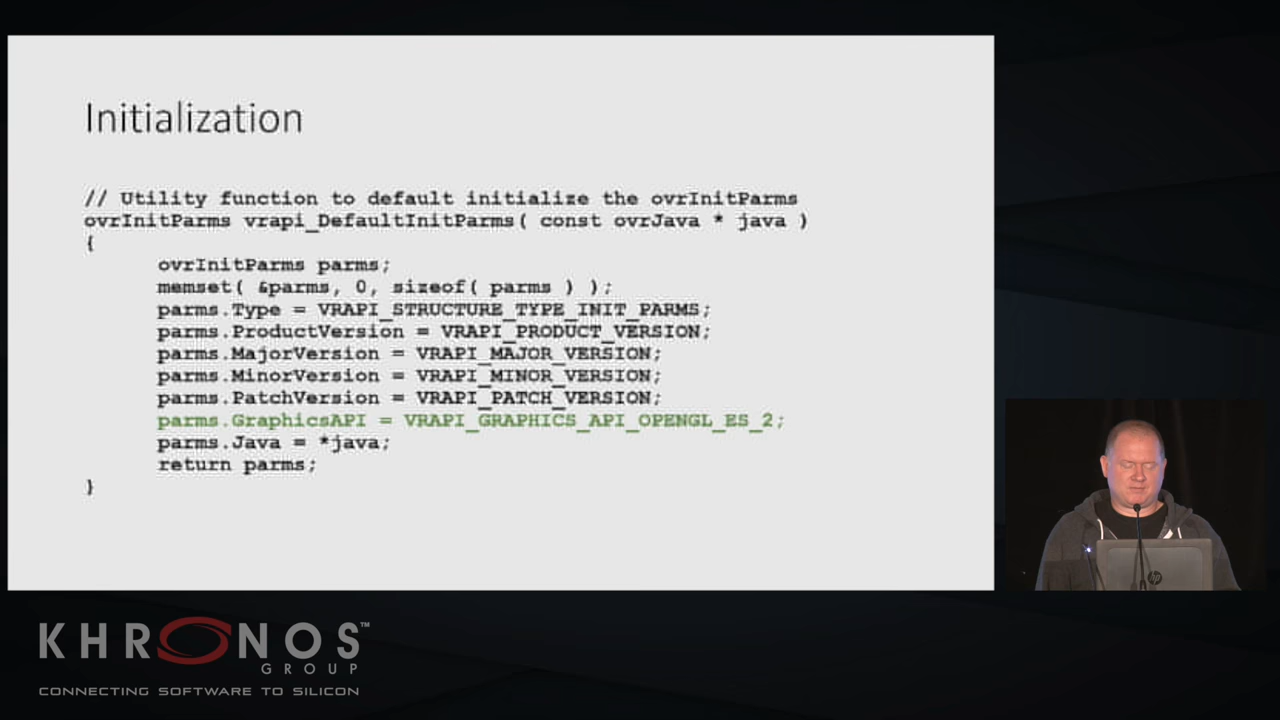 Initialization
// Utility function to default initialize the ovrInitParms
ovrInitParms vrapi_DefaultInitParms( const ovrJava * java )
{
ovrInitParms parms;
memset( &parms, 0, sizeof( parms ) );
parms.Type = VRAPI_STRUCTURE_TYPE_INIT_PARMS;
parms.ProductVersion = VRAPI_PRODUCT_VERSION;
parms.MajorVersion = VRAPI_MAJOR_VERSION;
parms.MinorVersion = VRAPI_MINOR_VERSION;
parms.PatchVersion = VRAPI_PATCH_VERSION;
parms.GraphicsAPI = VRAPI_GRAPHICS_API_OPENGL_ES_2;
parms.Java = *java;
return parms;
}
hp
KHRONOS™
GROUP
CONNECTING SOFTWARE TO SILICON